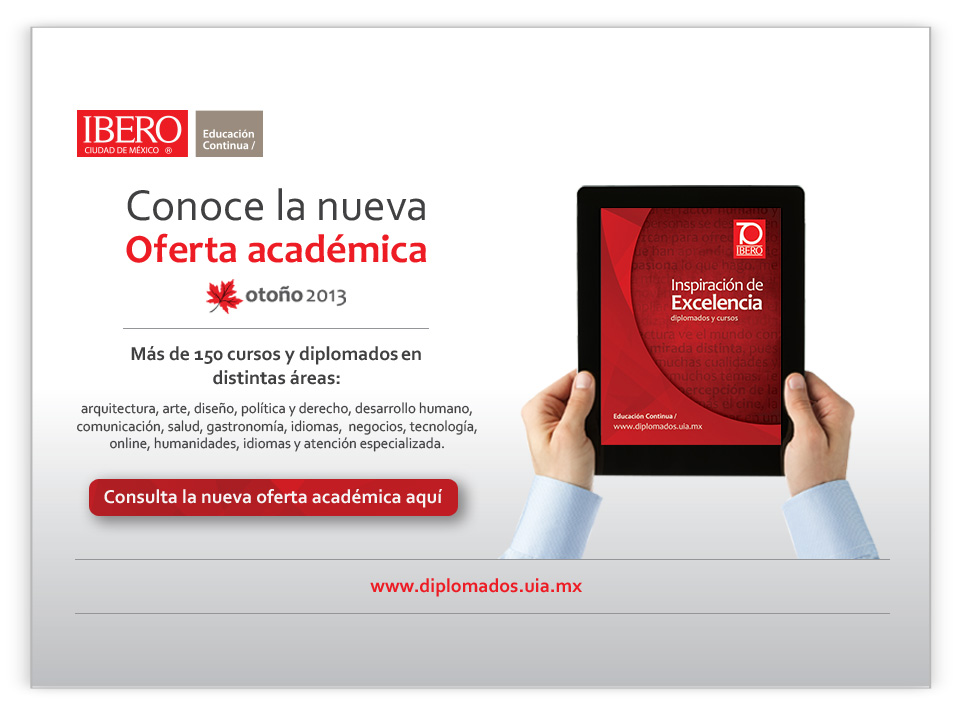 IBERO
CIUDAD DE MÉXICO ®
Educación
Continua /
Conoce la nueva
Oferta académica
otoño 2013
Más de 150 cursos y diplomados en
distintas áreas:
arquitectura, arte, diseño, política y derecho, desarrollo humano,
comunicación, salud, gastronomía, idiomas, negocios, tecnología,
online, humanidades, idiomas y atención especializada.
Consulta la nueva oferta académica aquí
70
IBERO
Inspiración de
Excelencia
diplomados y cursos
Educación Continua /
www.diplomados.uia.mx
www.diplomados.uia.mx